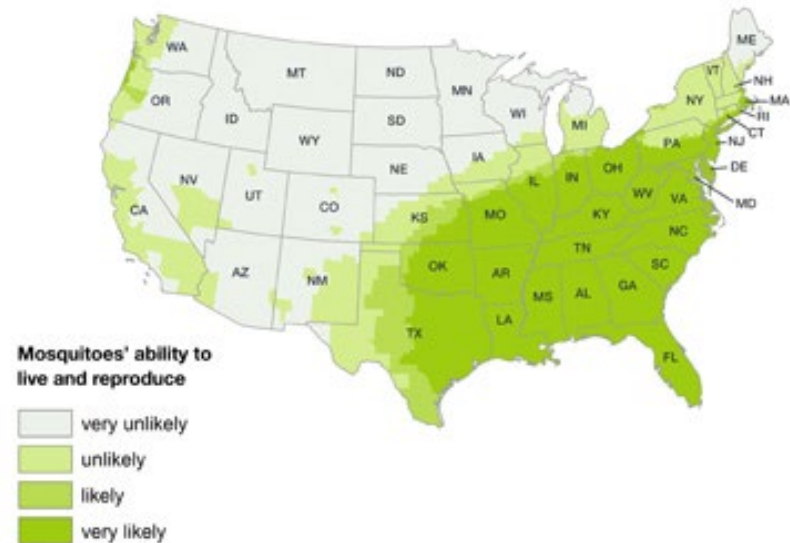 WA
MT
ND
MN
ME
VT
NH
MA
RI
CT
NJ
DE
MD
OR
ID
WY
SD
WI
MI
NY
PA
NV
UT
CO
NE
IA
IL
IN
OH
WV
VA
CA
KS
MO
KY
NC
AZ
NM
OK
AR
TN
SC
TX
LA
MS
AL
GA
FL
Mosquitoes' ability to
live and reproduce
very unlikely
unlikely
likely
very likely